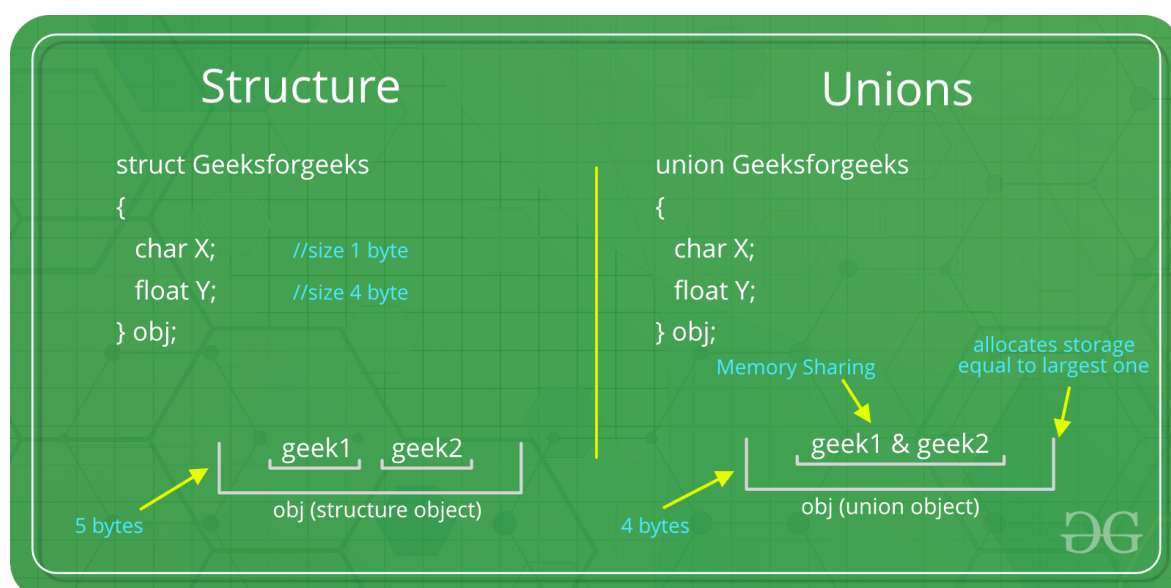 Structure
struct Geeksforgeeks
{
char X; //size 1 byte
float Y; //size 4 byte
} obj;
geek1 geek2
obj (structure object)
5 bytes
Unions
union Geeksforgeeks
{
char X;
float Y;
} obj;
Memory Sharing
allocates storage
equal to largest one
geek1 & geek2
obj (union object)
4 bytes